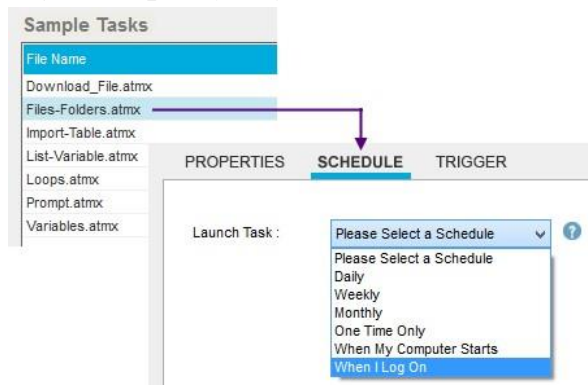 Sample Tasks
File Name
Download_File.atmx
Files-Folders.atmx
Import-Table.atmx
List-Variable.atmx
Loops.atmx
Prompt.atmx
Variables.atmx
PROPERTIES SCHEDULE TRIGGER
Launch Task : Please Select a Schedule ?
Please Select a Schedule
Daily
Weekly
Monthly
One Time Only
When My Computer Starts
When I Log On